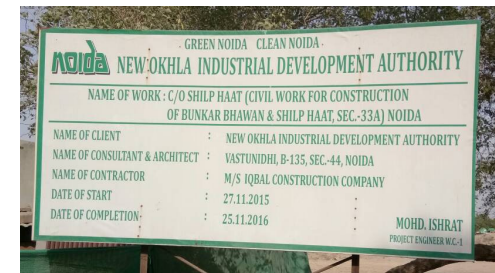 GREEN NOIDA CLEAN NOIDA
NOIDA NEW OKHLA INDUSTRIAL DEVELOPMENT AUTHORITY
NAME OF WORK : C/O SHILP HAAT (CIVIL WORK FOR CONSTRUCTION
OF BUNKAR BHAWAN & SHILP HAAT, SEC.-33A) NOIDA
NAME OF CLIENT : NEW OKHLA INDUSTRIAL DEVELOPMENT AUTHORITY
NAME OF CONSULTANT & ARCHITECT : VASTUNIDHI, B-135, SEC.-44, NOIDA
NAME OF CONTRACTOR : M/S IQBAL CONSTRUCTION COMPANY
DATE OF START : 27.11.2015
DATE OF COMPLETION : 25.11.2016
MOHD. ISHRAT
PROJECT ENGINEER W.C.-1